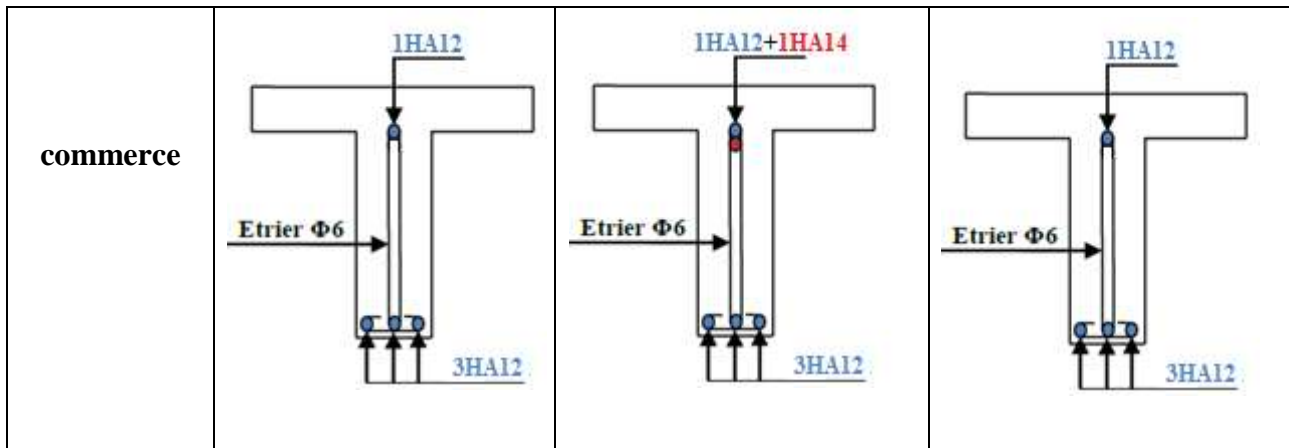 commerce
1HA12
Etrier Φ6
3HA12
1HA12+1HA14
Etrier Φ6
3HA12
1HA12
Etrier Φ6
3HA12